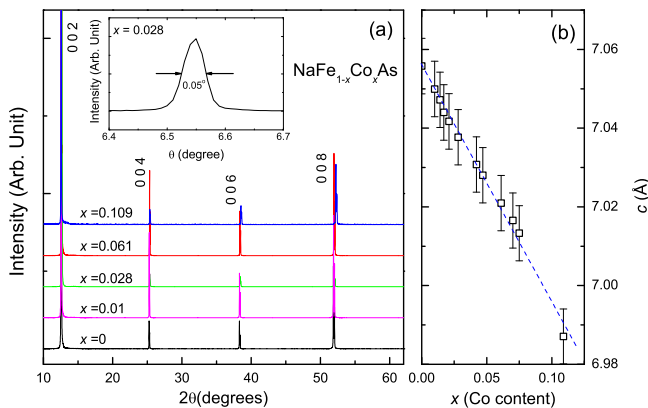 (a)
x = 0.028
0.05°
Intensity (Arb. Unit)
6.4 6.5 6.6 6.7
θ (degree)
NaFe1-xCoxAs
0 0 2
0 0 4
0 0 6
0 0 8
x =0.109
x =0.061
x =0.028
x =0.01
x =0
Intensity (Arb. Unit)
10 20 30 40 50 60
2θ(degrees)
(b)
7.06
7.04
7.02
7.00
6.98
c (Å)
0.00 0.05 0.10
x (Co content)